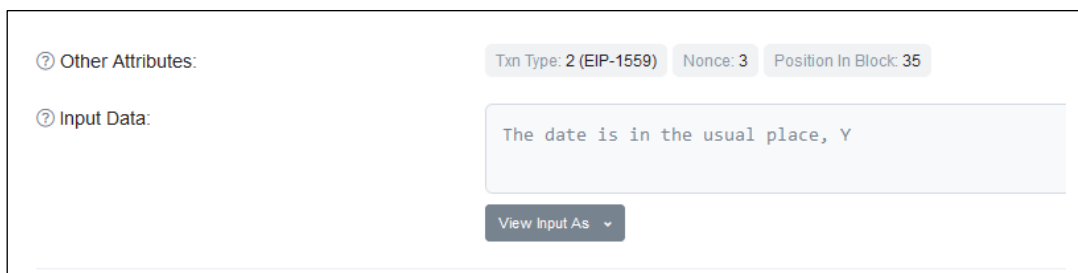 Other Attributes: Txn Type: 2 (EIP-1559) Nonce: 3 Position In Block: 35
Input Data:
The date is in the usual place, Y
View Input As